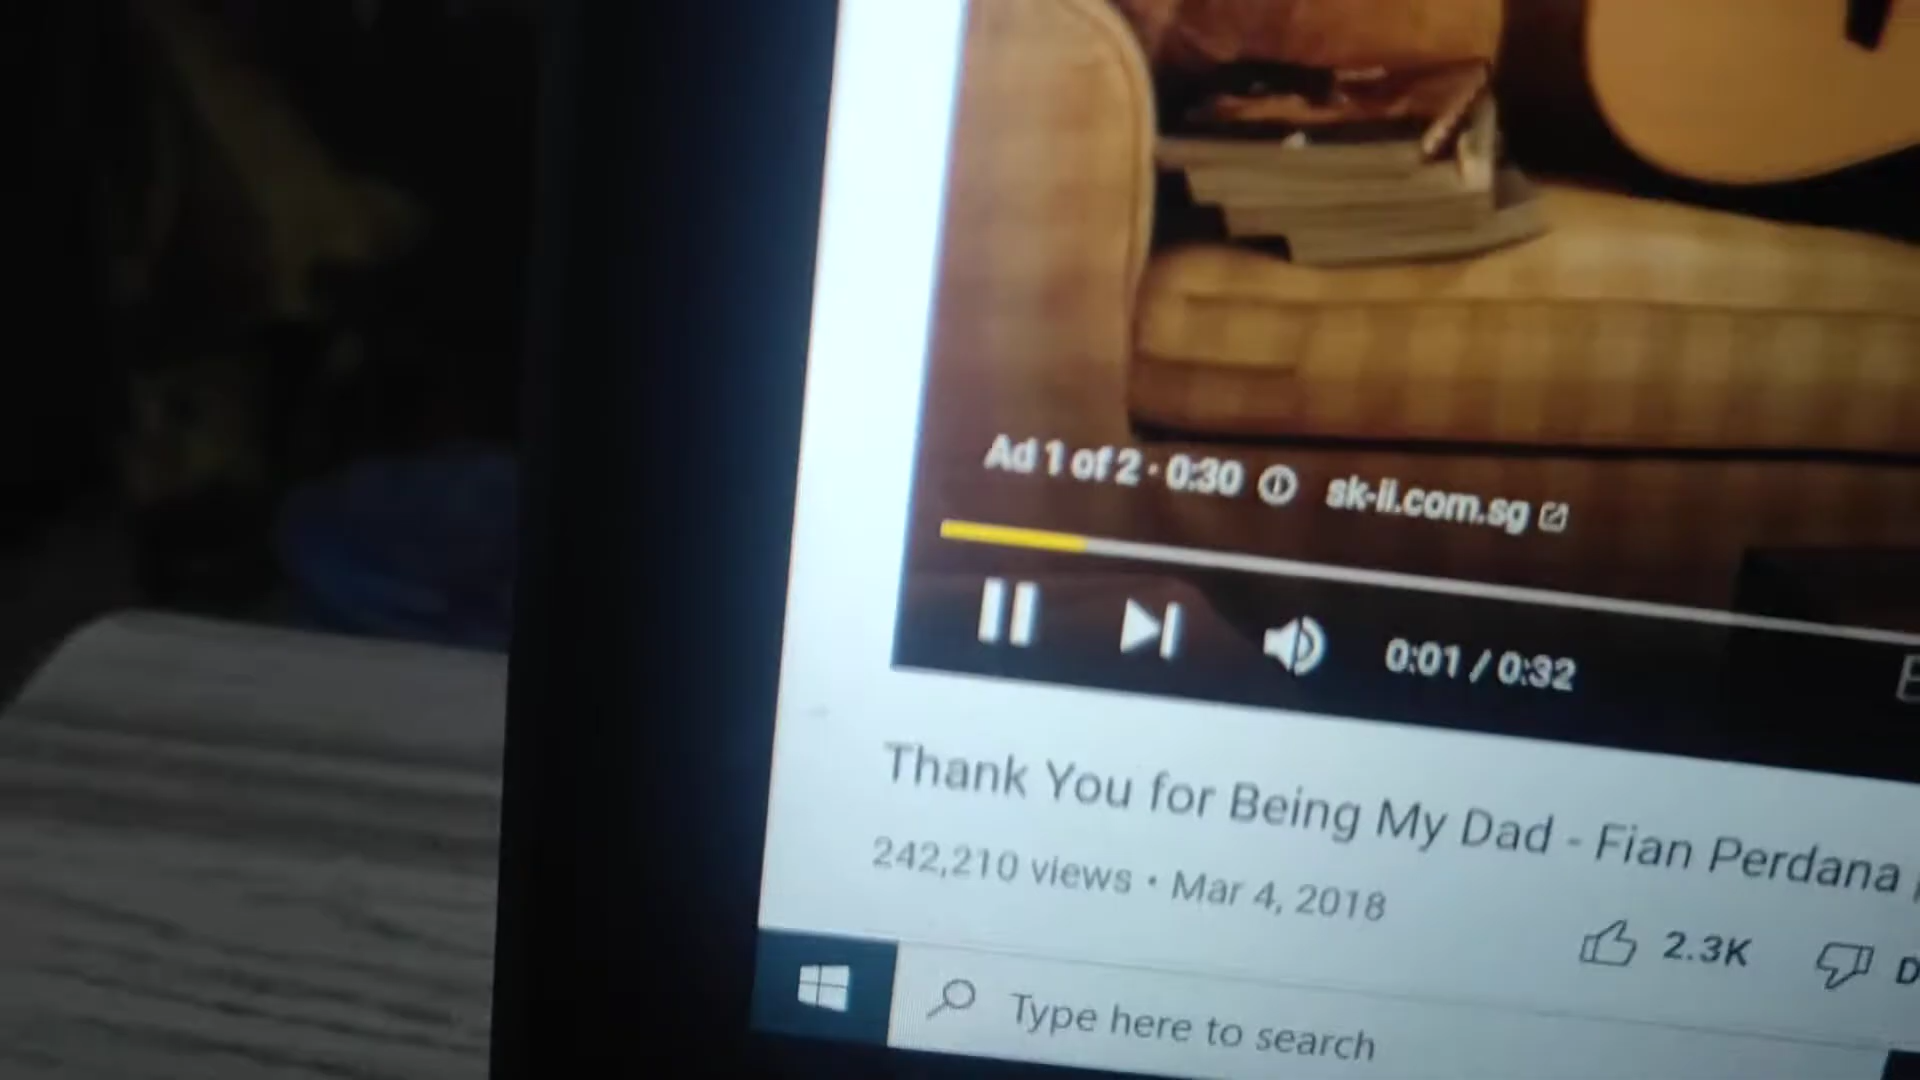 Ad 1 of 2 · 0:30 sk-ii.com.sg
0:01 / 0:32
Thank You for Being My Dad - Fian Perdana
242,210 views • Mar 4, 2018
2.3K
Type here to search